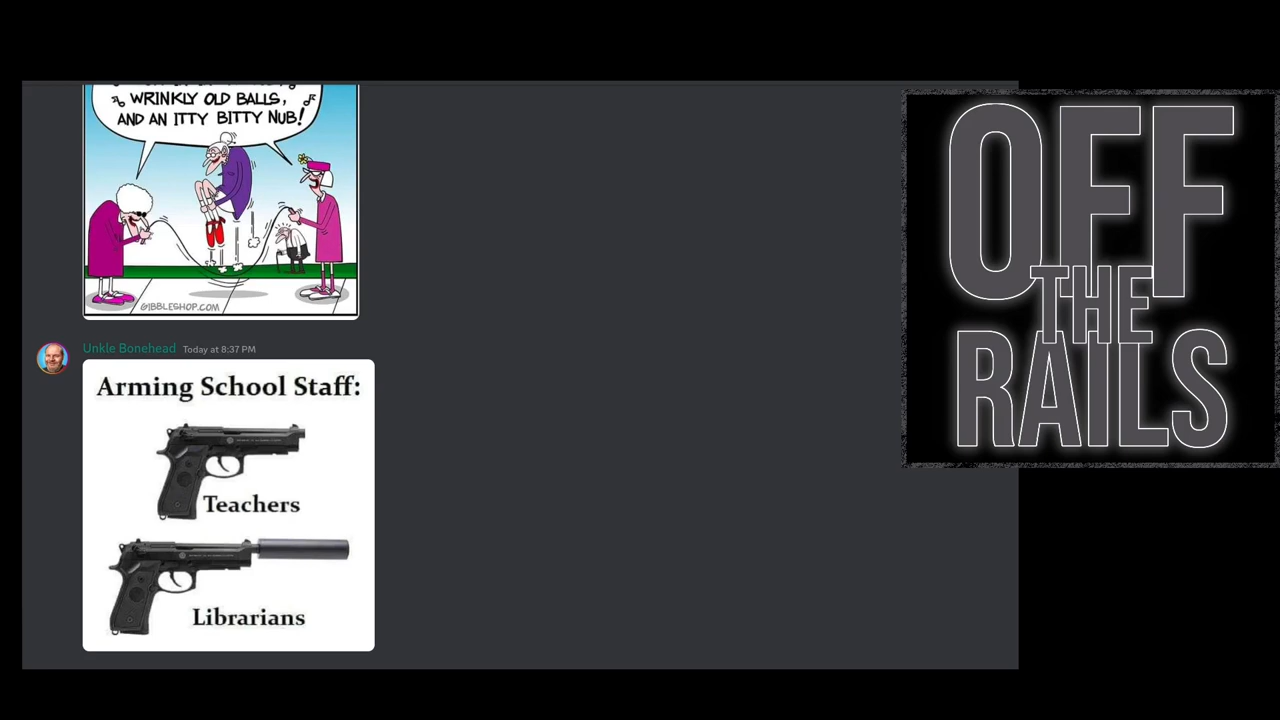 WRINKLY OLD BALLS,
AND AN ITTY BITTY NUB!
GIBBLESHOP.COM
Unkle Bonehead Today at 8:37 PM
Arming School Staff:
Teachers
Librarians
OFF
THE
RAILS